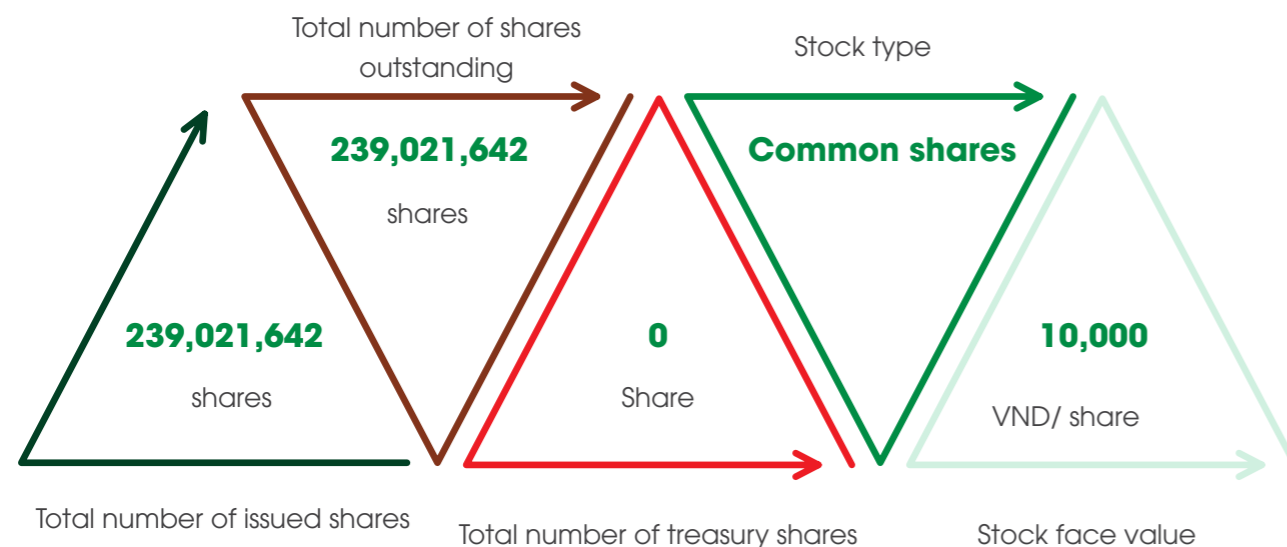 Total number of shares
outstanding
Stock type
239,021,642
shares
Common shares
239,021,642
shares
0
Share
10,000
VND/ share
Total number of issued shares
Total number of treasury shares
Stock face value